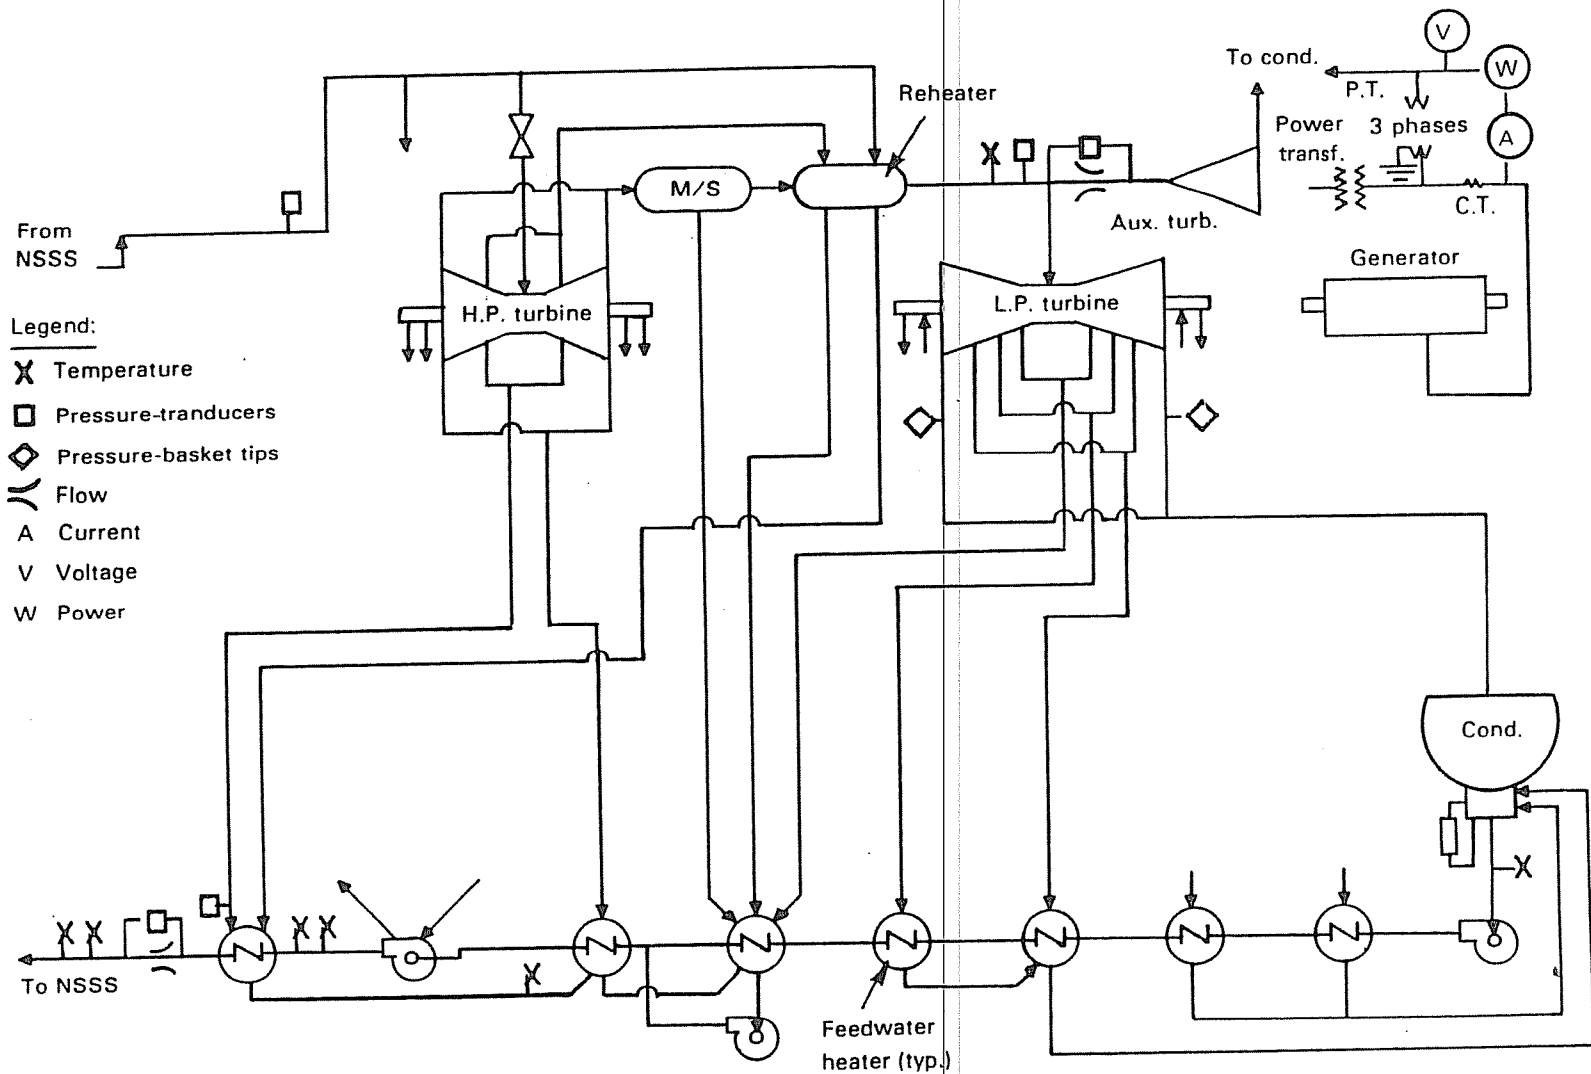 V
To cond.
W
P.T.
Reheater
Power
transf.
3 phases
A
M/S
C.T.
Aux. turb.
From
NSSS
Generator
H.P. turbine
L.P. turbine
Legend:
Temperature
Pressure-tranducers
Pressure-basket tips
Flow
A Current
V Voltage
W Power
Cond.
To NSSS
Feedwater
heater (typ.)